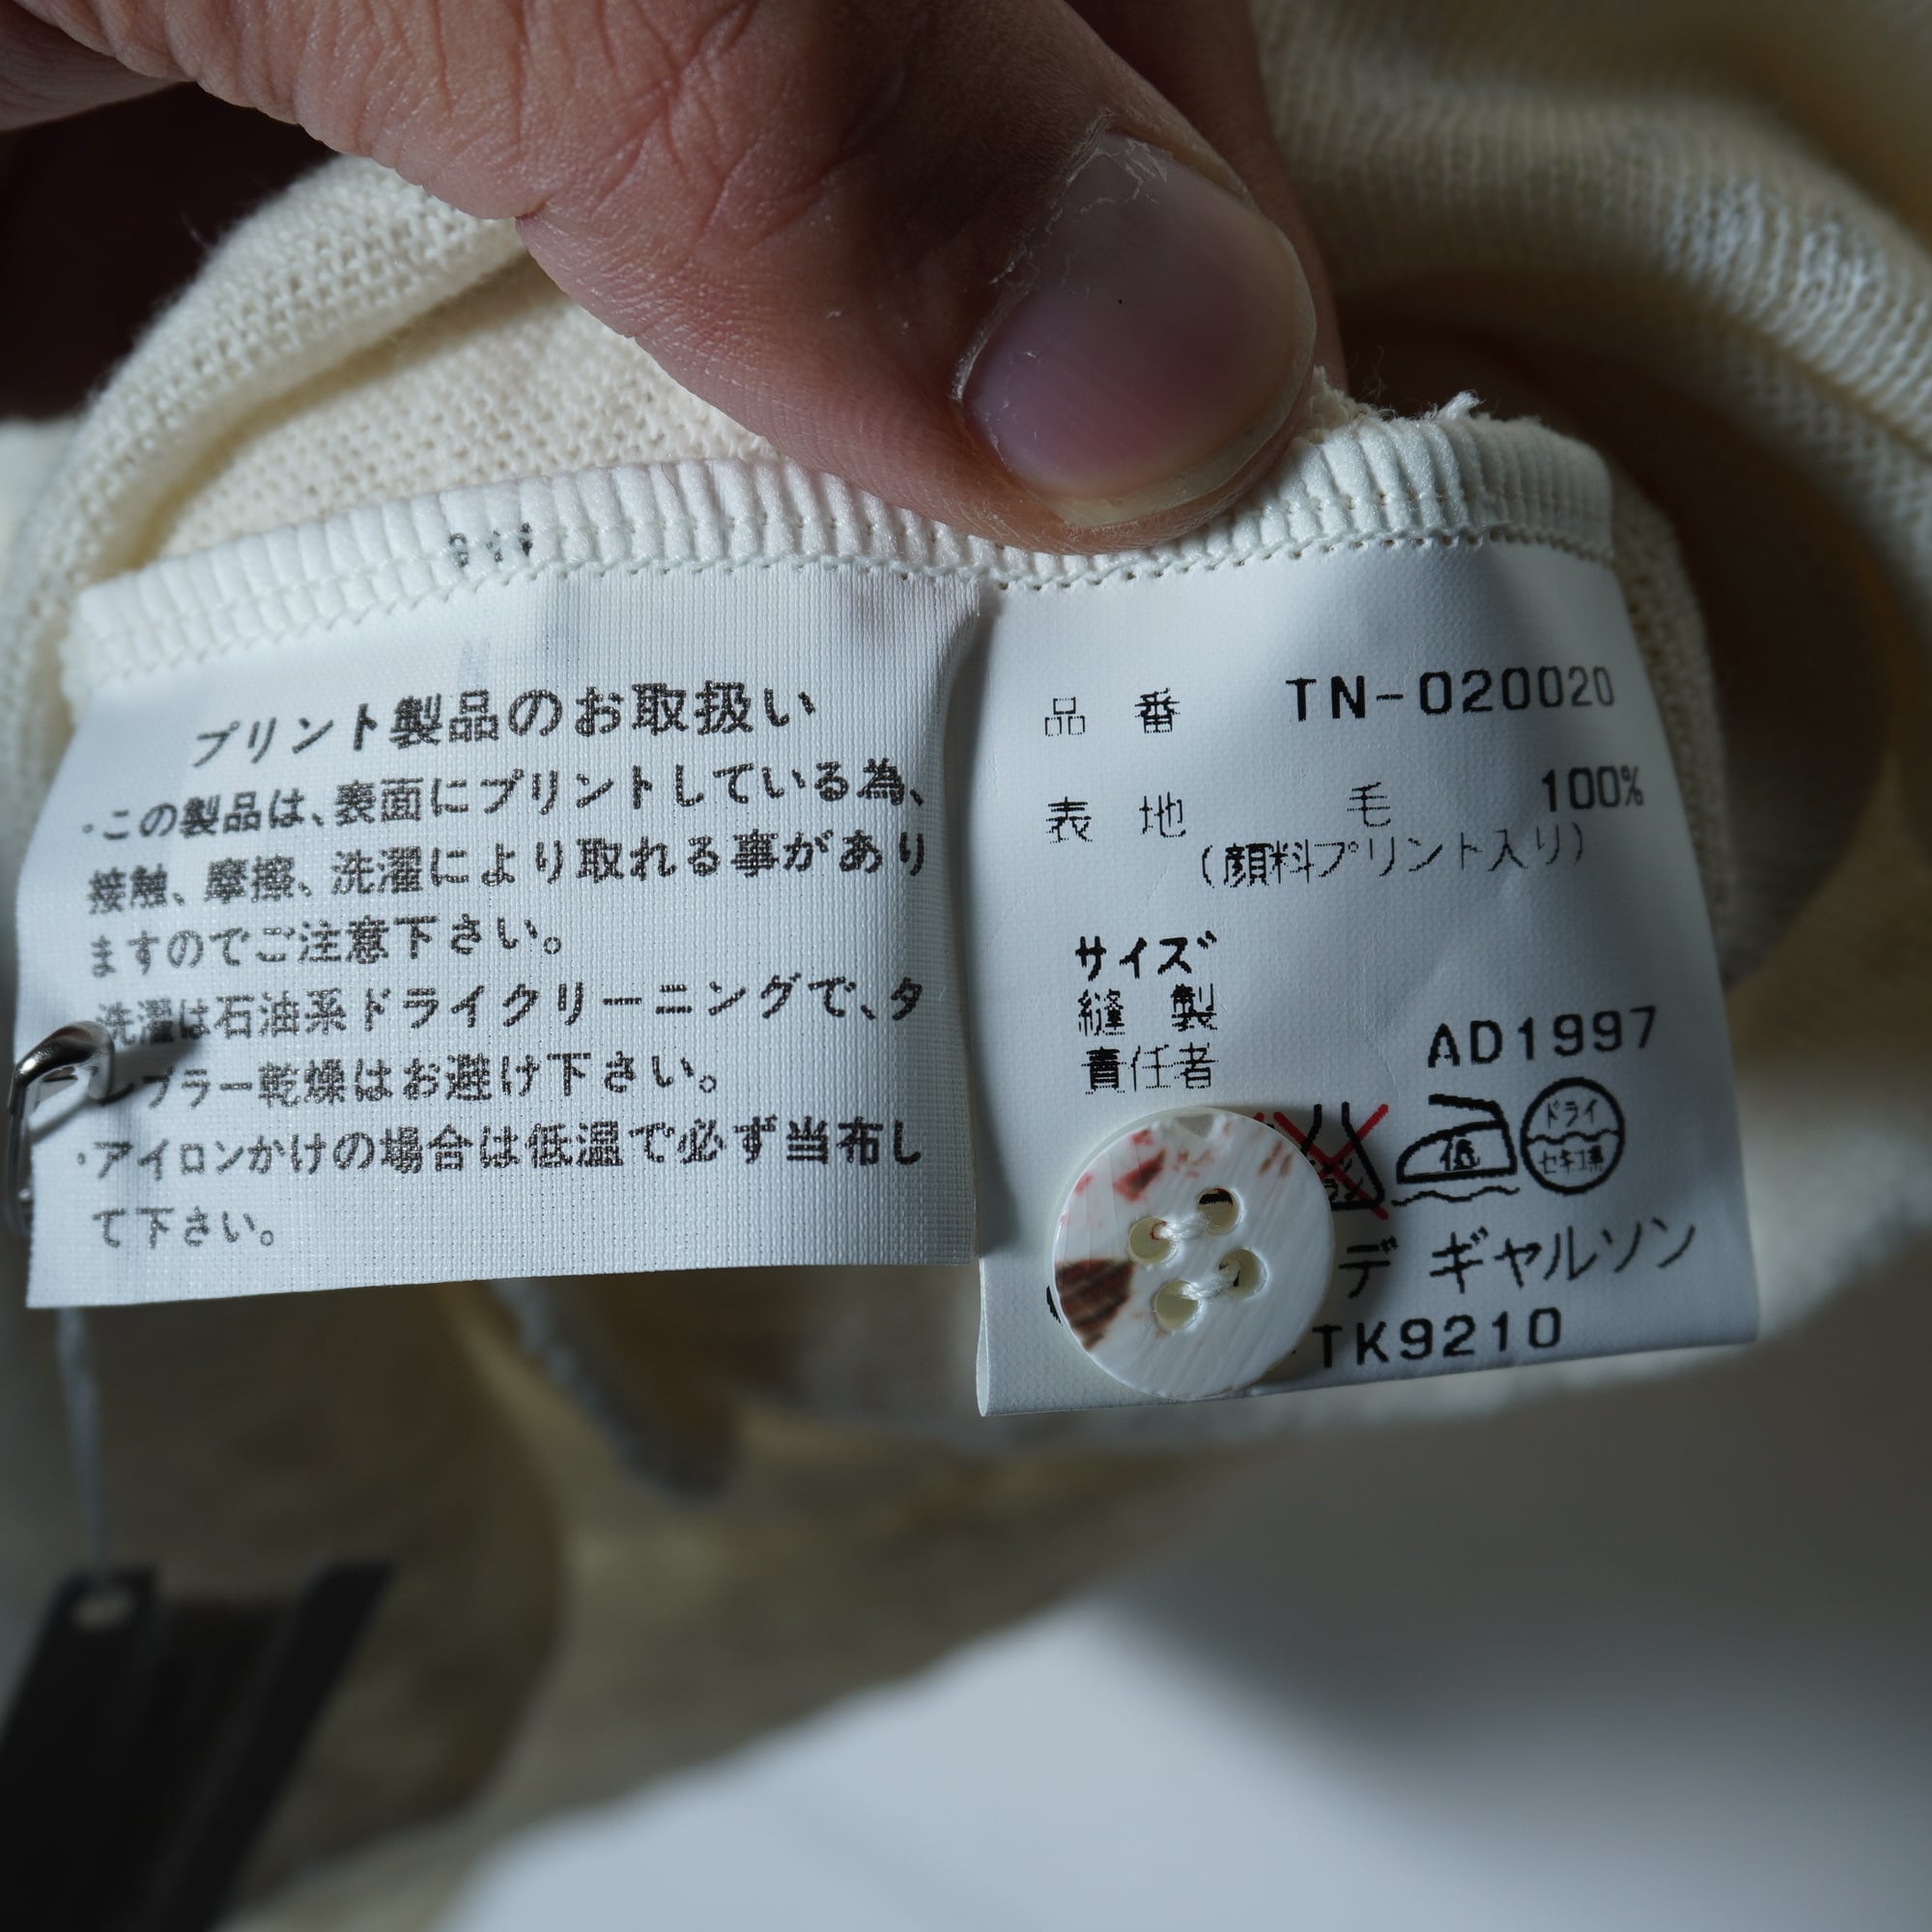 プリント製品のお取扱い
・この製品は、表面にプリントしている為、
接触、摩擦、洗濯により取れる事があり
ますのでご注意下さい。
洗濯は石油系ドライクリーニングで、タ
ンブラー乾燥はお避け下さい。
・アイロンかけの場合は低温で必ず当布し
て下さい。
品 番 TN-020020
表 地 毛 100%
(顔料プリント入り)
サイズ
縫 製
責任者
AD1997
低
ドライ
セキユ系
デ ギャルソン
TK9210